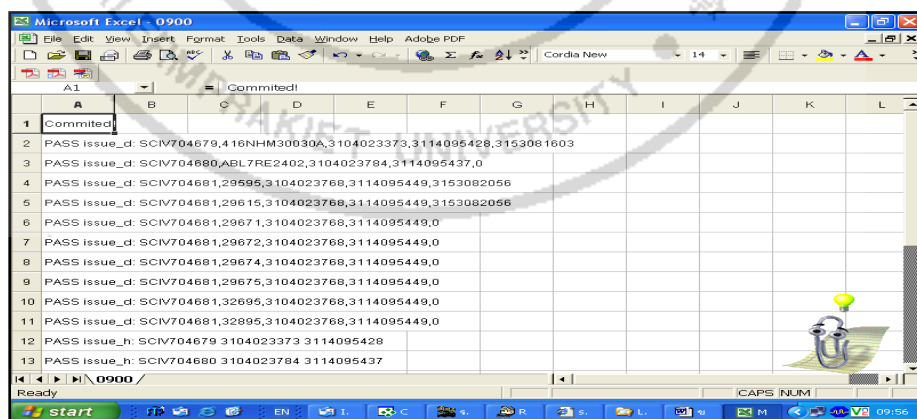 Microsoft Excel - 0900
File Edit View Insert Format Tools Data Window Help Adobe PDF
Cordia New 14
A1 = Commited!
A B C D E F G H I J K L
1 Commited!
2 PASS issue_d: SCIV704679,416NHM30030A,3104023373,3114095428,3153081603
3 PASS issue_d: SCIV704680,ABL7RE2402,3104023784,3114095437,0
4 PASS issue_d: SCIV704681,29595,3104023768,3114095449,3153082056
5 PASS issue_d: SCIV704681,29615,3104023768,3114095449,3153082056
6 PASS issue_d: SCIV704681,29671,3104023768,3114095449,0
7 PASS issue_d: SCIV704681,29672,3104023768,3114095449,0
8 PASS issue_d: SCIV704681,29674,3104023768,3114095449,0
9 PASS issue_d: SCIV704681,29675,3104023768,3114095449,0
10 PASS issue_d: SCIV704681,32695,3104023768,3114095449,0
11 PASS issue_d: SCIV704681,32895,3104023768,3114095449,0
12 PASS issue_h: SCIV704679 3104023373 3114095428
13 PASS issue_h: SCIV704680 3104023784 3114095437
0900
Ready CAPS NUM
start EN I. C s. R s. L. ข M V2 09:56
UNIVERSITY